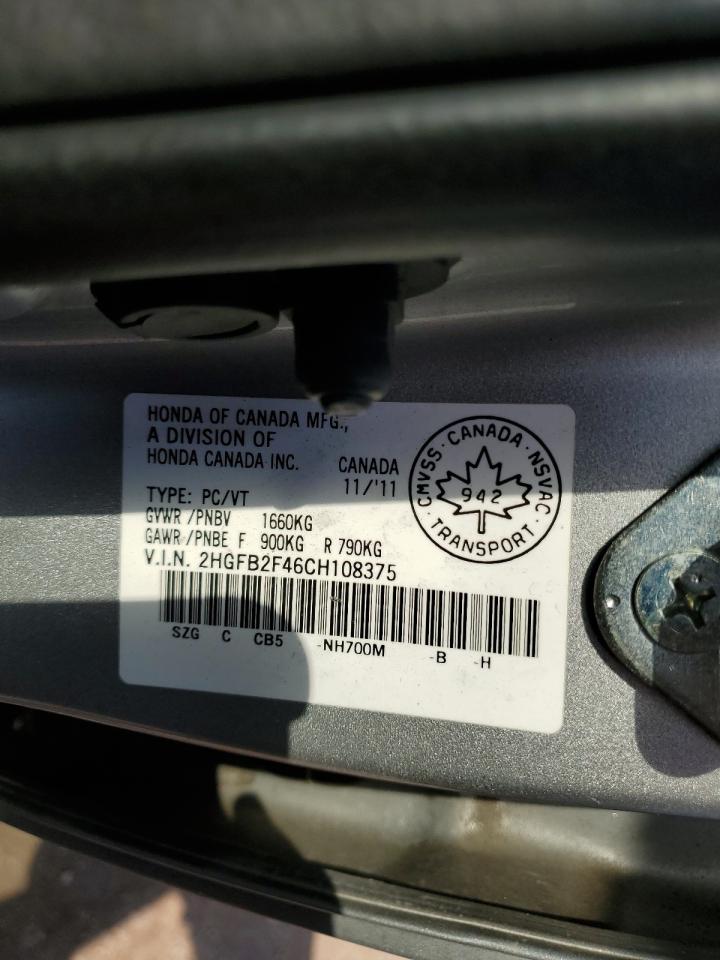 HONDA OF CANADA MFG.,
A DIVISION OF
HONDA CANADA INC.
CANADA
11/'11
TYPE: PC/VT
GVWR /PNBV 1660KG
GAWR/PNBE F 900KG R 790KG
V.I.N. 2HGFB2F46CH108375
SZG C CB5 -NH700M -B -H
CMVSS · CANADA · NSVAC · TRANSPORT ·
942